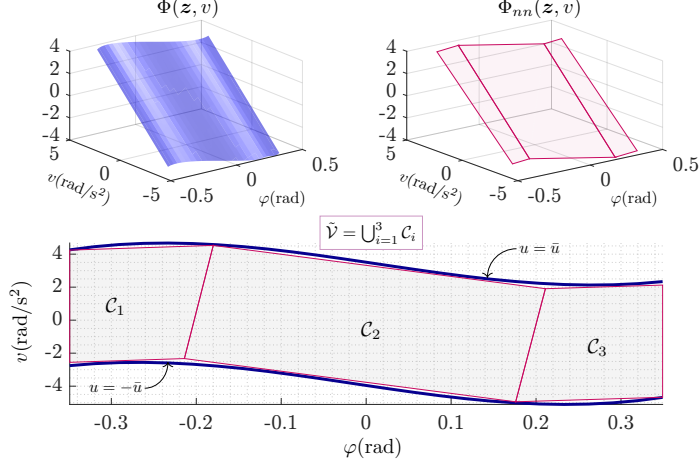 Φ(z, v)
4
2
0
-2
-4
5
0
-5
v(rad/s²)
-0.5
0
0.5
φ(rad)
Φnn(z, v)
4
2
0
-2
-4
5
0
-5
v(rad/s²)
-0.5
0
0.5
φ(rad)
Ṽ = ⋃³ᵢ₌₁ 𝒞ᵢ
v(rad/s²)
4
2
0
-2
-4
u = ū
𝒞₁
𝒞₂
𝒞₃
u = −ū
-0.3
-0.2
-0.1
0
0.1
0.2
0.3
φ(rad)